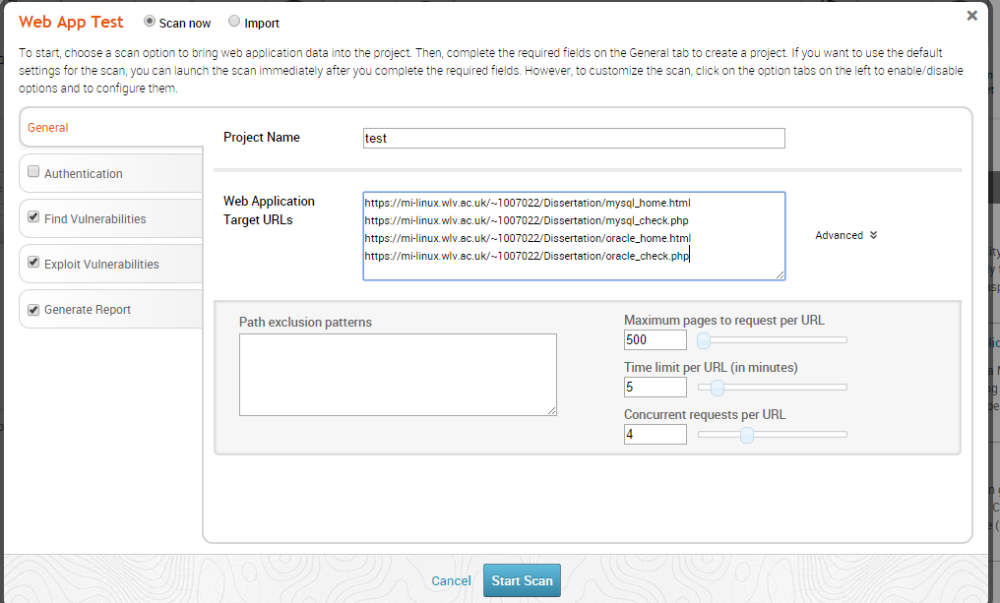 Web App Test
Scan now
Import
To start, choose a scan option to bring web application data into the project. Then, complete the required fields on the General tab to create a project. If you want to use the default
settings for the scan, you can launch the scan immediately after you complete the required fields. However, to customize the scan, click on the option tabs on the left to enable/disable
options and to configure them.
General
Authentication
Find Vulnerabilities
Exploit Vulnerabilities
Generate Report
Project Name
test
Web Application
Target URLs
https://mi-linux.wlv.ac.uk/~1007022/Dissertation/mysql_home.html
https://mi-linux.wlv.ac.uk/~1007022/Dissertation/mysql_check.php
https://mi-linux.wlv.ac.uk/~1007022/Dissertation/oracle_home.html
https://mi-linux.wlv.ac.uk/~1007022/Dissertation/oracle_check.php
Advanced
Path exclusion patterns
Maximum pages to request per URL
500
Time limit per URL (in minutes)
5
Concurrent requests per URL
4
Cancel
Start Scan